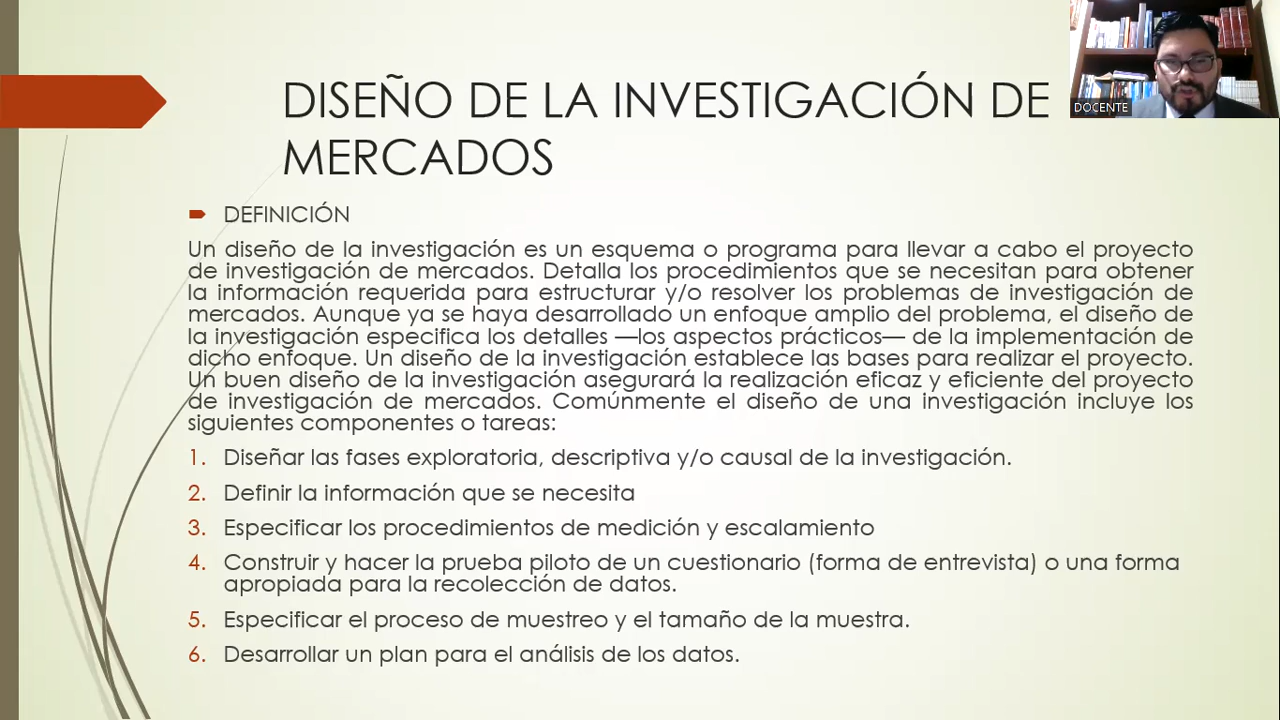 DISEÑO DE LA INVESTIGACIÓN DE
MERCADOS
DOCENTE
DEFINICIÓN
Un diseño de la investigación es un esquema o programa para llevar a cabo el proyecto
de investigación de mercados. Detalla los procedimientos que se necesitan para obtener
la información requerida para estructurar y/o resolver los problemas de investigación de
mercados. Aunque ya se haya desarrollado un enfoque amplio del problema, el diseño de
la investigación especifica los detalles —los aspectos prácticos— de la implementación de
dicho enfoque. Un diseño de la investigación establece las bases para realizar el proyecto.
Un buen diseño de la investigación asegurará la realización eficaz y eficiente del proyecto
de investigación de mercados. Comúnmente el diseño de una investigación incluye los
siguientes componentes o tareas:
1. Diseñar las fases exploratoria, descriptiva y/o causal de la investigación.
2. Definir la información que se necesita
3. Especificar los procedimientos de medición y escalamiento
4. Construir y hacer la prueba piloto de un cuestionario (forma de entrevista) o una forma
apropiada para la recolección de datos.
5. Especificar el proceso de muestreo y el tamaño de la muestra.
6. Desarrollar un plan para el análisis de los datos.